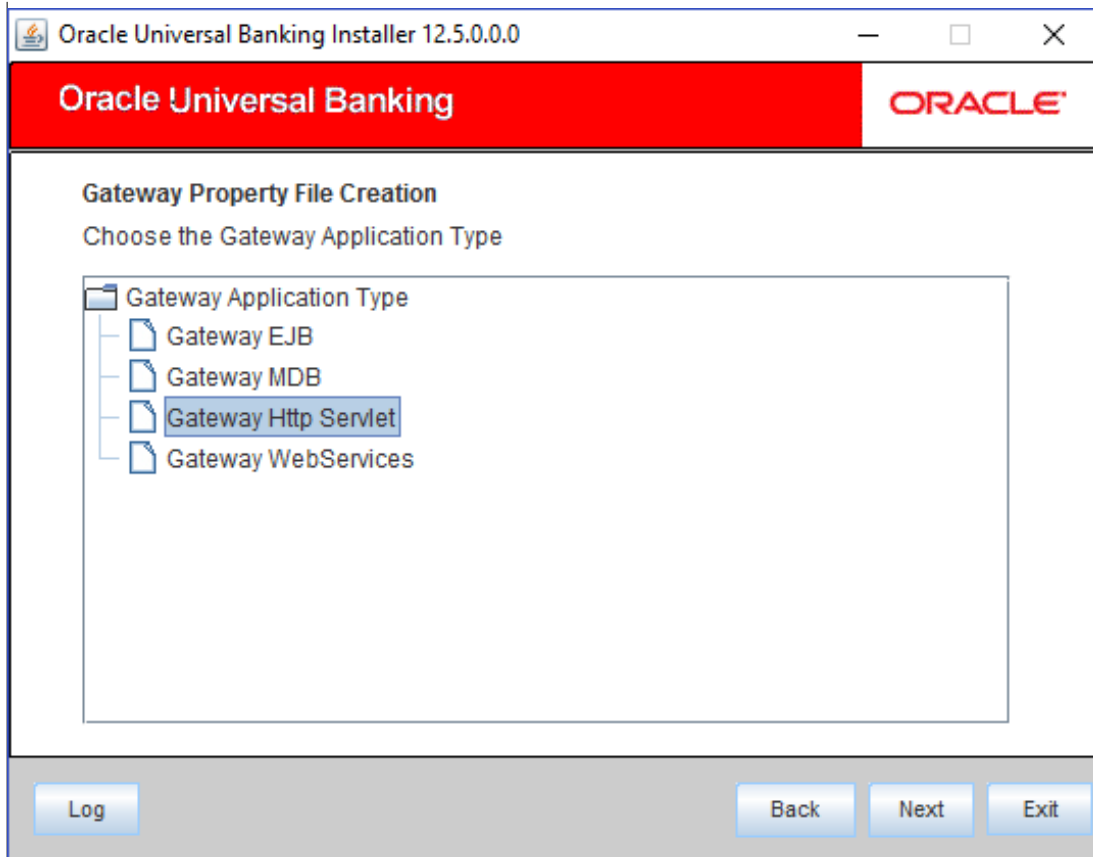 Oracle Universal Banking Installer 12.5.0.0.0
Oracle Universal Banking
ORACLE
Gateway Property File Creation
Choose the Gateway Application Type
Gateway Application Type
Gateway EJB
Gateway MDB
Gateway Http Servlet
Gateway WebServices
Log Back Next Exit